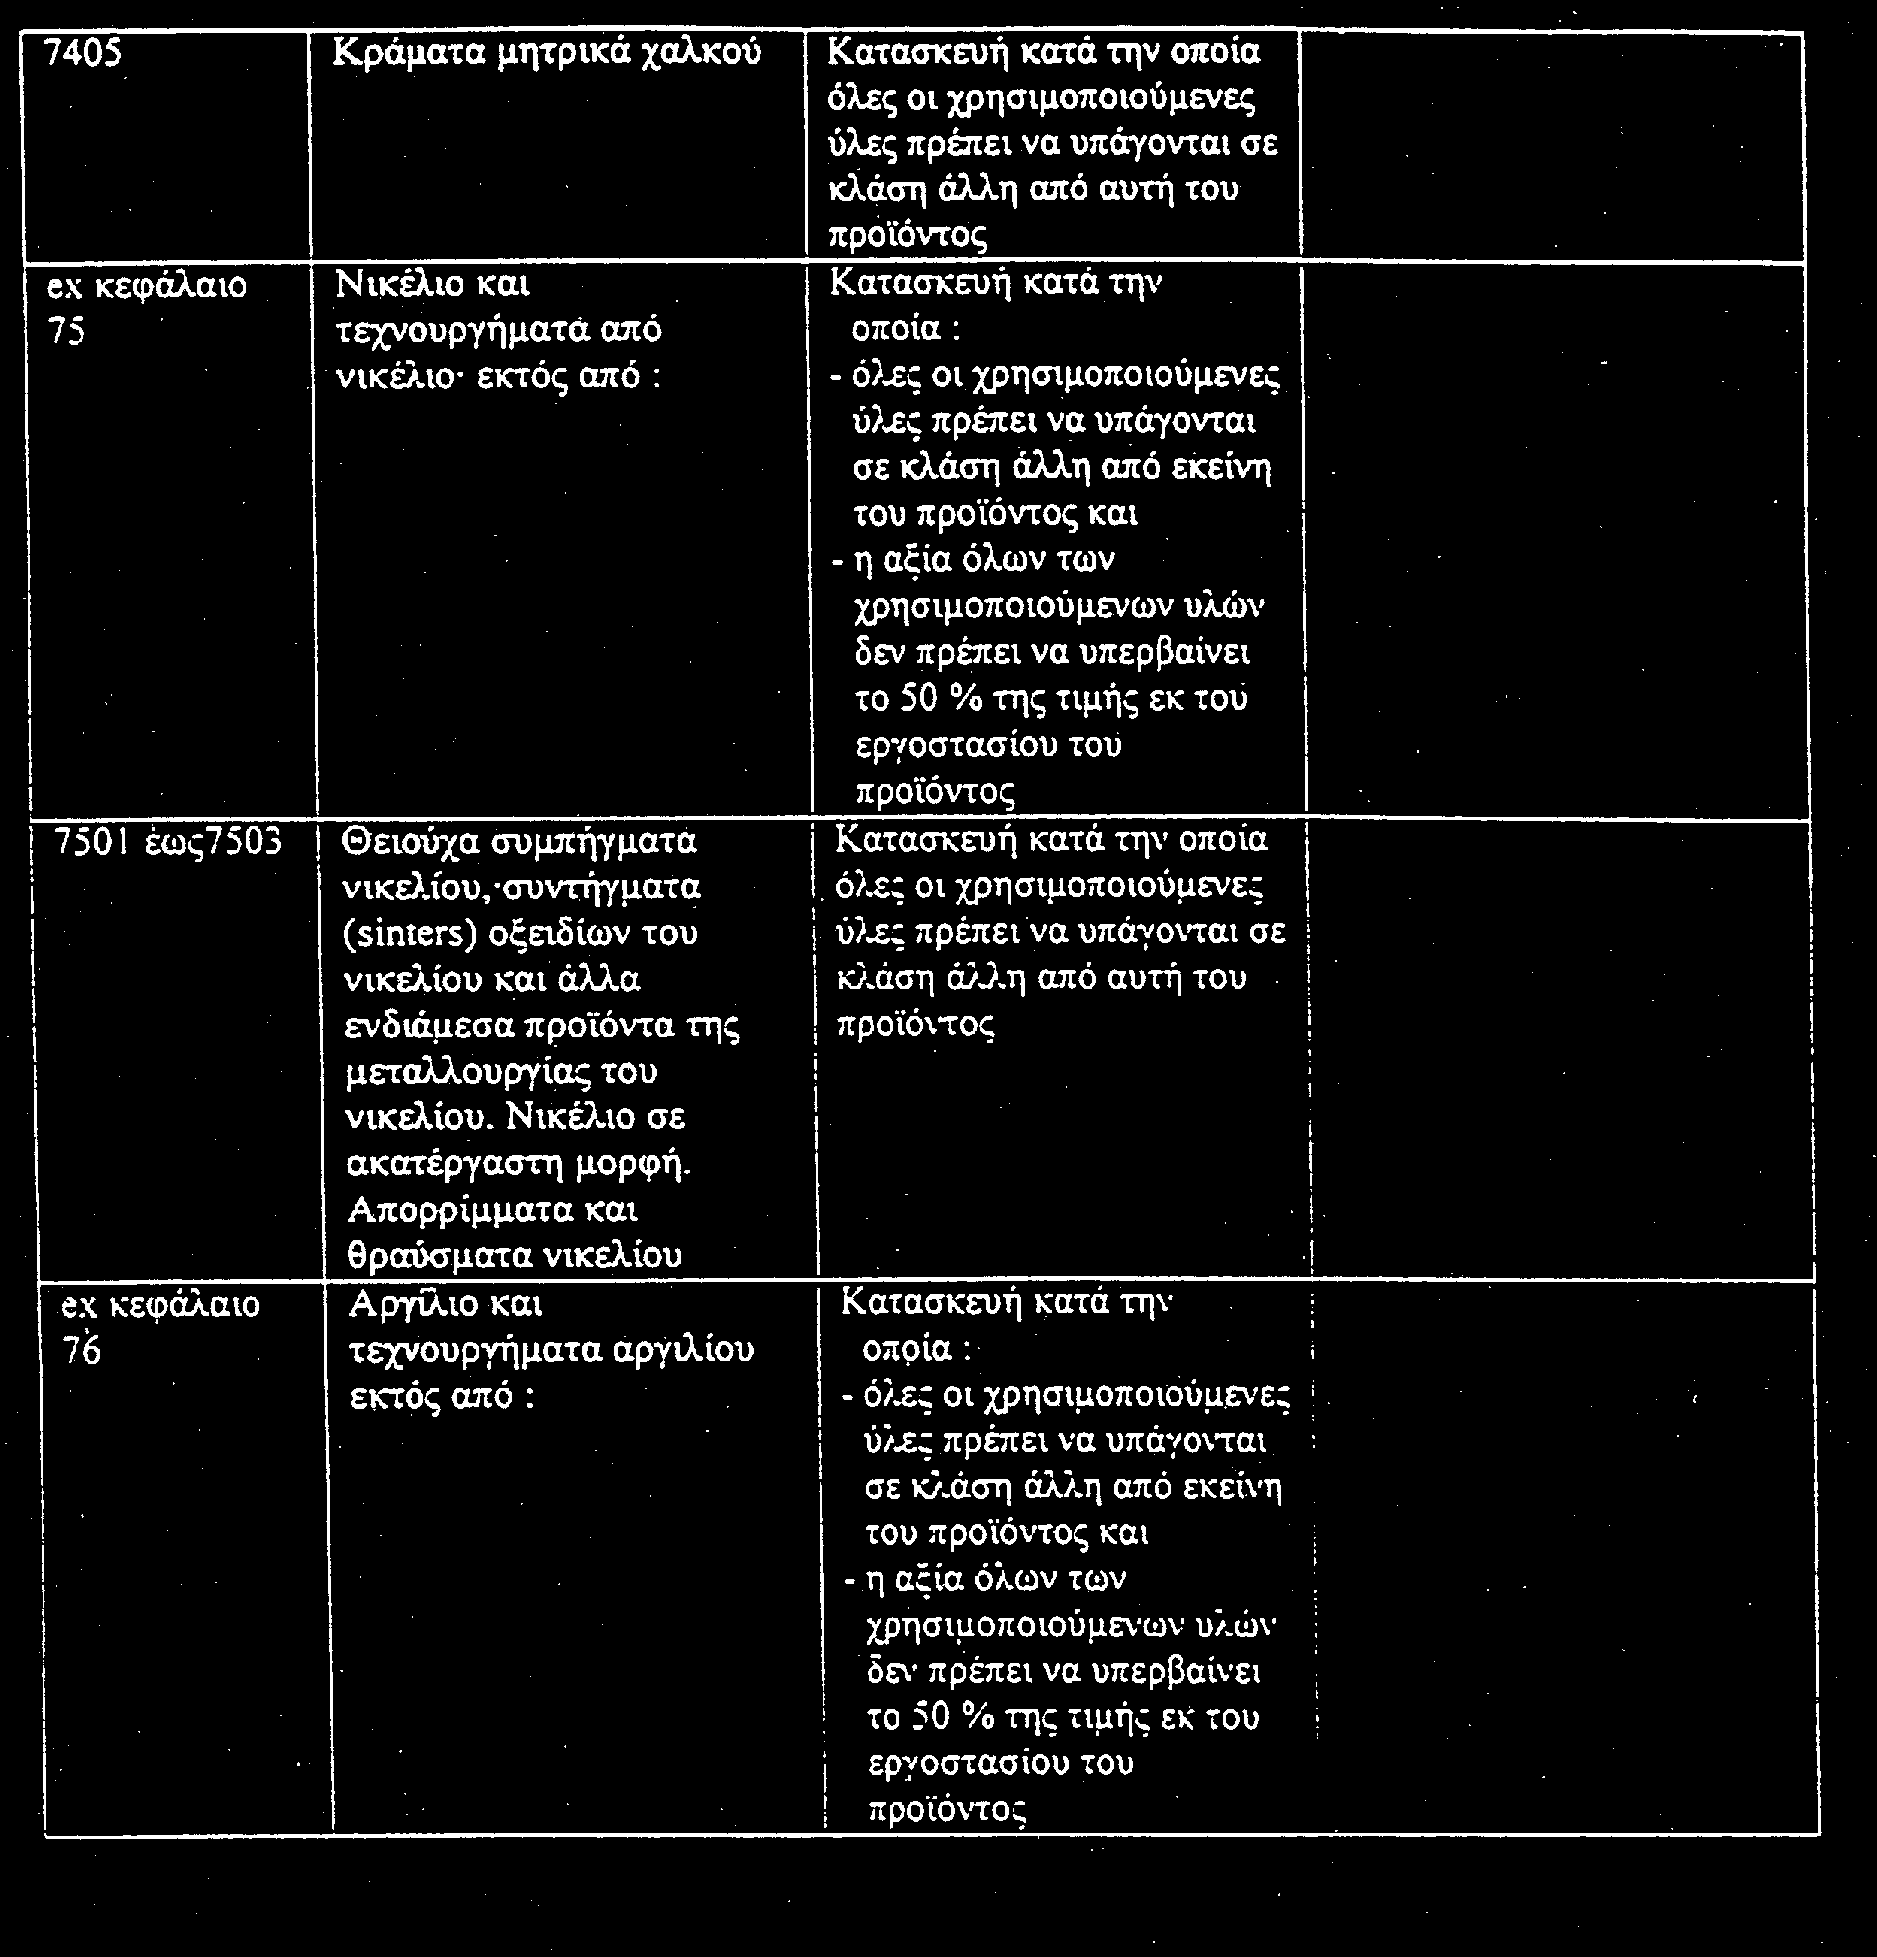 7405
Κράματα μητρικά χαλκού
Κατασκευή κατά την οποία
όλες οι χρησιμοποιούμενες
ύλες πρέπει να υπάγονται σε
κλάση άλλη από αυτή του
προϊόντος
ex κεφάλαιο
75
Νικέλιο και
τεχνουργήματα από
νικέλιο· εκτός από :
Κατασκευή κατά την
οποία :
- όλες οι χρησιμοποιούμενες
ύλες πρέπει να υπάγονται
σε κλάση άλλη από εκείνη
του προϊόντος και
- η αξία όλων των
χρησιμοποιούμενων υλών
δεν πρέπει να υπερβαίνει
το 50 % της τιμής εκ του
εργοστασίου του
προϊόντος
7501 έως7503
Θειούχα συμπήγματα
νικελίου, συντήγματα
(sinters) οξειδίων του
νικελίου και άλλα
ενδιάμεσα προϊόντα της
μεταλλουργίας του
νικελίου. Νικέλιο σε
ακατέργαστη μορφή.
Απορρίμματα και
θραύσματα νικελίου
Κατασκευή κατά την οποία
όλες οι χρησιμοποιούμενες
ύλες πρέπει να υπάγονται σε
κλάση άλλη από αυτή του
προϊόντος
ex κεφάλαιο
76
Αργίλιο και
τεχνουργήματα αργιλίου
εκτός από :
Κατασκευή κατά την
οποία :
- όλες οι χρησιμοποιούμενες
ύλες πρέπει να υπάγονται
σε κλάση άλλη από εκείνη
του προϊόντος και
- η αξία όλων των
χρησιμοποιούμενων υλών
δεν πρέπει να υπερβαίνει
το 50 % της τιμής εκ του
εργοστασίου του
προϊόντος